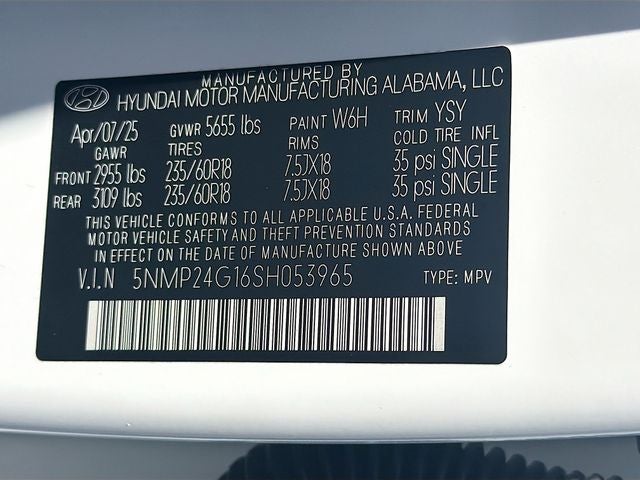 MANUFACTURED BY
HYUNDAI MOTOR MANUFACTURING ALABAMA, LLC
Apr/07/25 GVWR 5655 lbs PAINT W6H TRIM YSY
GAWR TIRES RIMS COLD TIRE INFL
FRONT 2955 lbs 235/60R18 7.5JX18 35 psi SINGLE
REAR 3109 lbs 235/60R18 7.5JX18 35 psi SINGLE
THIS VEHICLE CONFORMS TO ALL APPLICABLE U.S.A. FEDERAL
MOTOR VEHICLE SAFETY AND THEFT PREVENTION STANDARDS
IN EFFECT ON THE DATE OF MANUFACTURE SHOWN ABOVE
V.I.N 5NMP24G16SH053965 TYPE: MPV